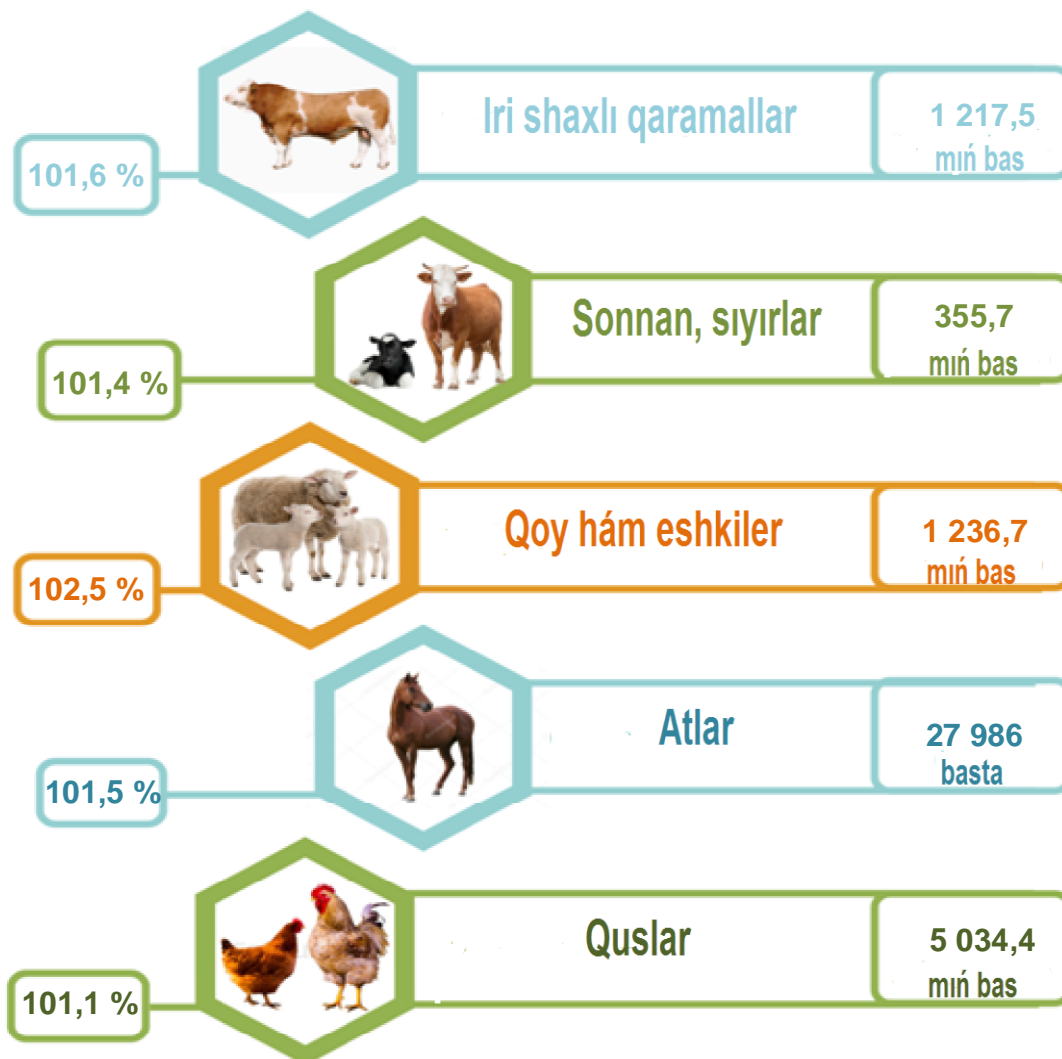 Iri shaxlı qaramallar
1 217,5
mıń bas
101,6 %
Sonnan, sıyırlar
355,7
mıń bas
101,4 %
Qoy hám eshkiler
1 236,7
mıń bas
102,5 %
Atlar
27 986
basta
101,5 %
Quslar
5 034,4
mıń bas
101,1 %